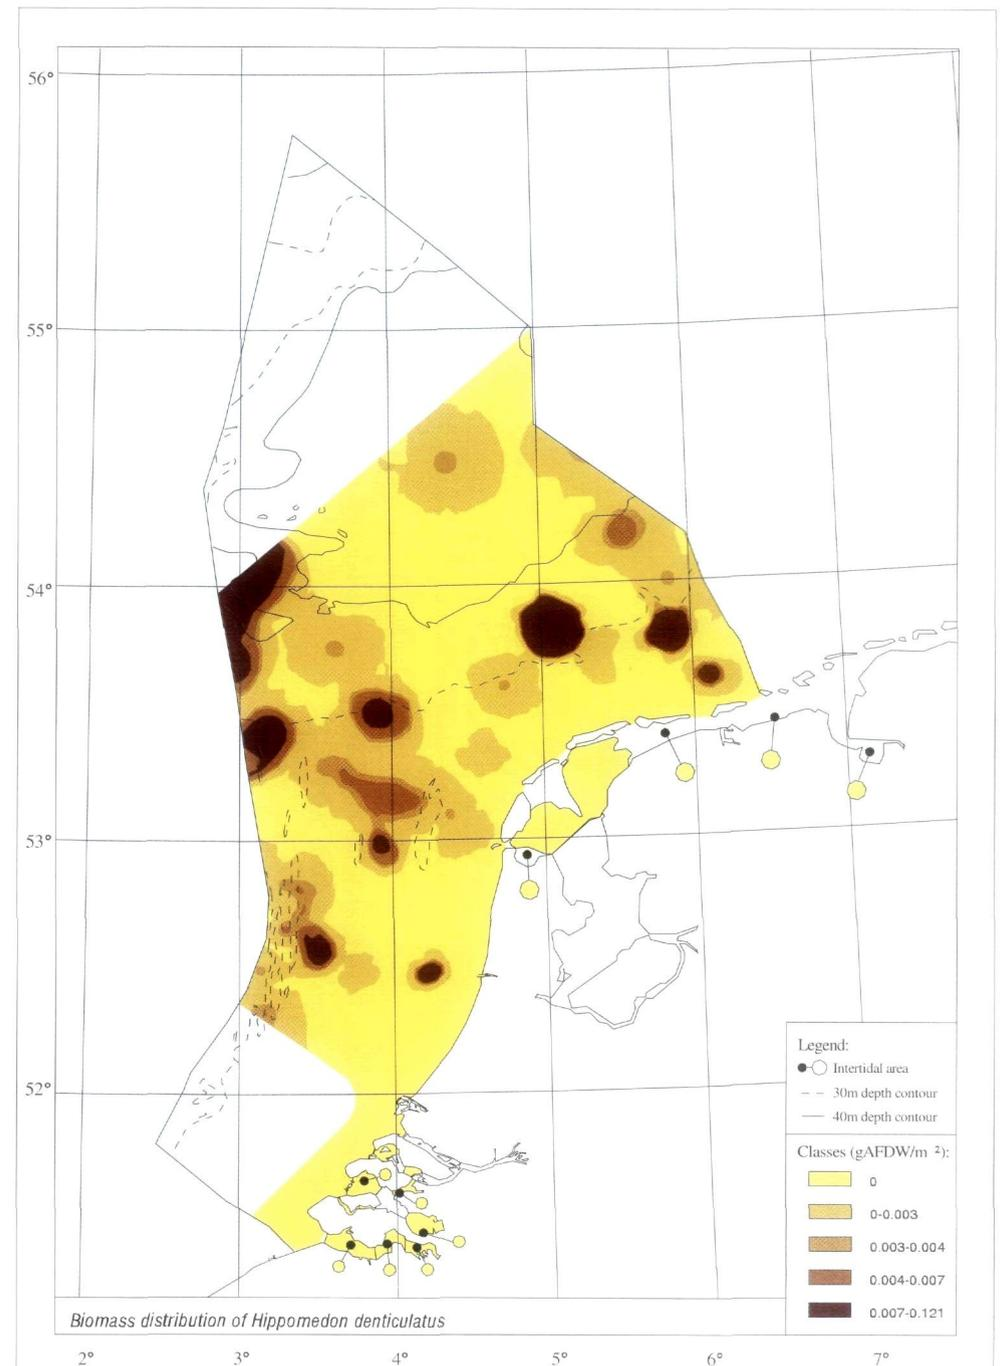 56°
55°
54°
53°
52°
Legend:
Intertidal area
30m depth contour
40m depth contour
Classes (gAFDW/m ²):
0
0-0.003
0.003-0.004
0.004-0.007
0.007-0.121
Biomass distribution of Hippomedon denticulatus
2° 3° 4° 5° 6° 7°